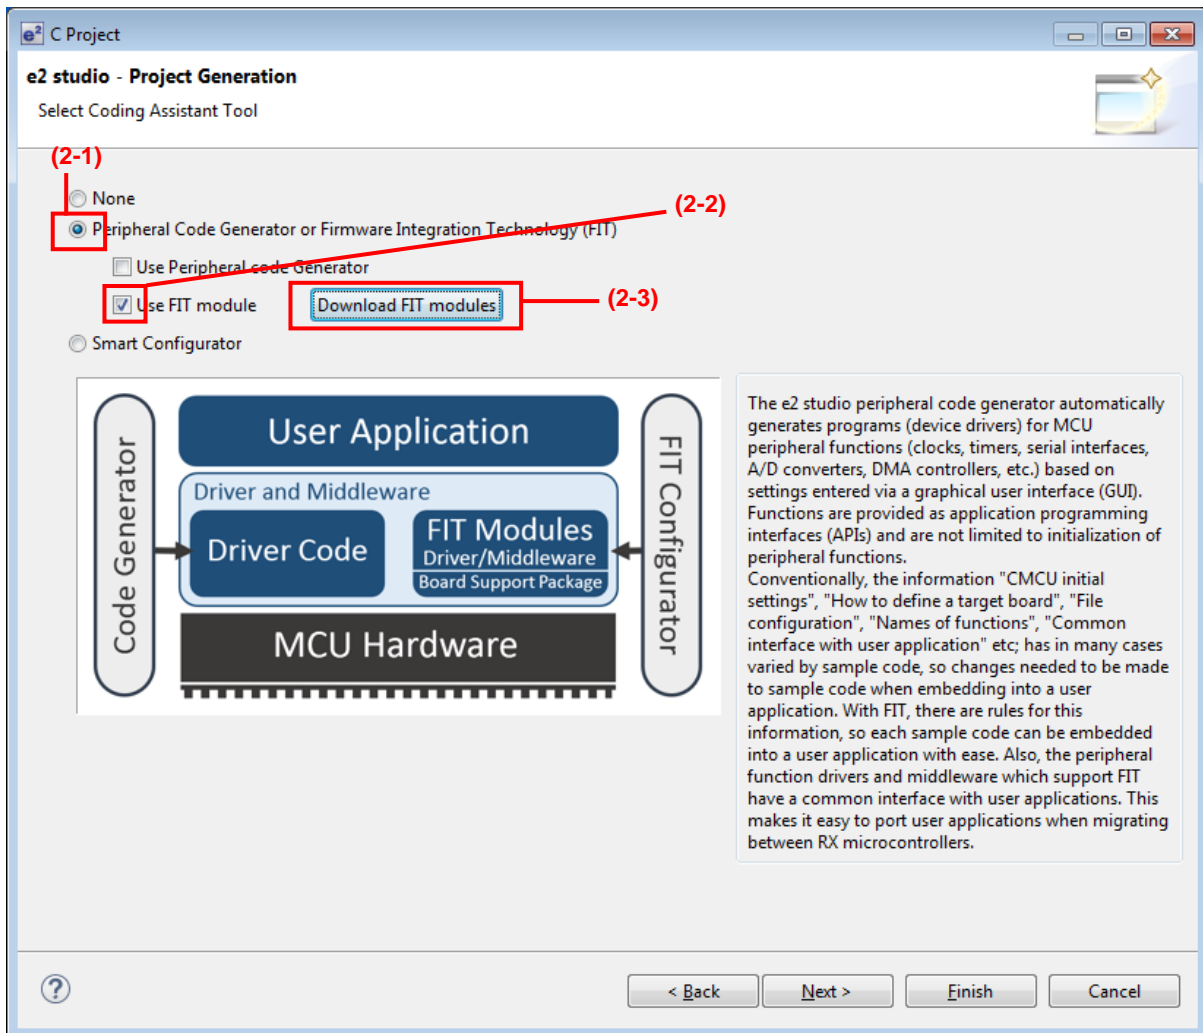 e² C Project
e2 studio - Project Generation
Select Coding Assistant Tool
(2-1)
None
(2-2)
Peripheral Code Generator or Firmware Integration Technology (FIT)
Use Peripheral code Generator
Use FIT module
Download FIT modules
(2-3)
Smart Configurator
Code Generator
User Application
Driver and Middleware
Driver Code
FIT Modules
Driver/Middleware
Board Support Package
MCU Hardware
FIT Configurator
The e2 studio peripheral code generator automatically
generates programs (device drivers) for MCU
peripheral functions (clocks, timers, serial interfaces,
A/D converters, DMA controllers, etc.) based on
settings entered via a graphical user interface (GUI).
Functions are provided as application programming
interfaces (APIs) and are not limited to initialization of
peripheral functions.
Conventionally, the information "CMCU initial
settings", "How to define a target board", "File
configuration", "Names of functions", "Common
interface with user application" etc; has in many cases
varied by sample code, so changes needed to be made
to sample code when embedding into a user
application. With FIT, there are rules for this
information, so each sample code can be embedded
into a user application with ease. Also, the peripheral
function drivers and middleware which support FIT
have a common interface with user applications. This
makes it easy to port user applications when migrating
between RX microcontrollers.
?
< Back
Next >
Finish
Cancel